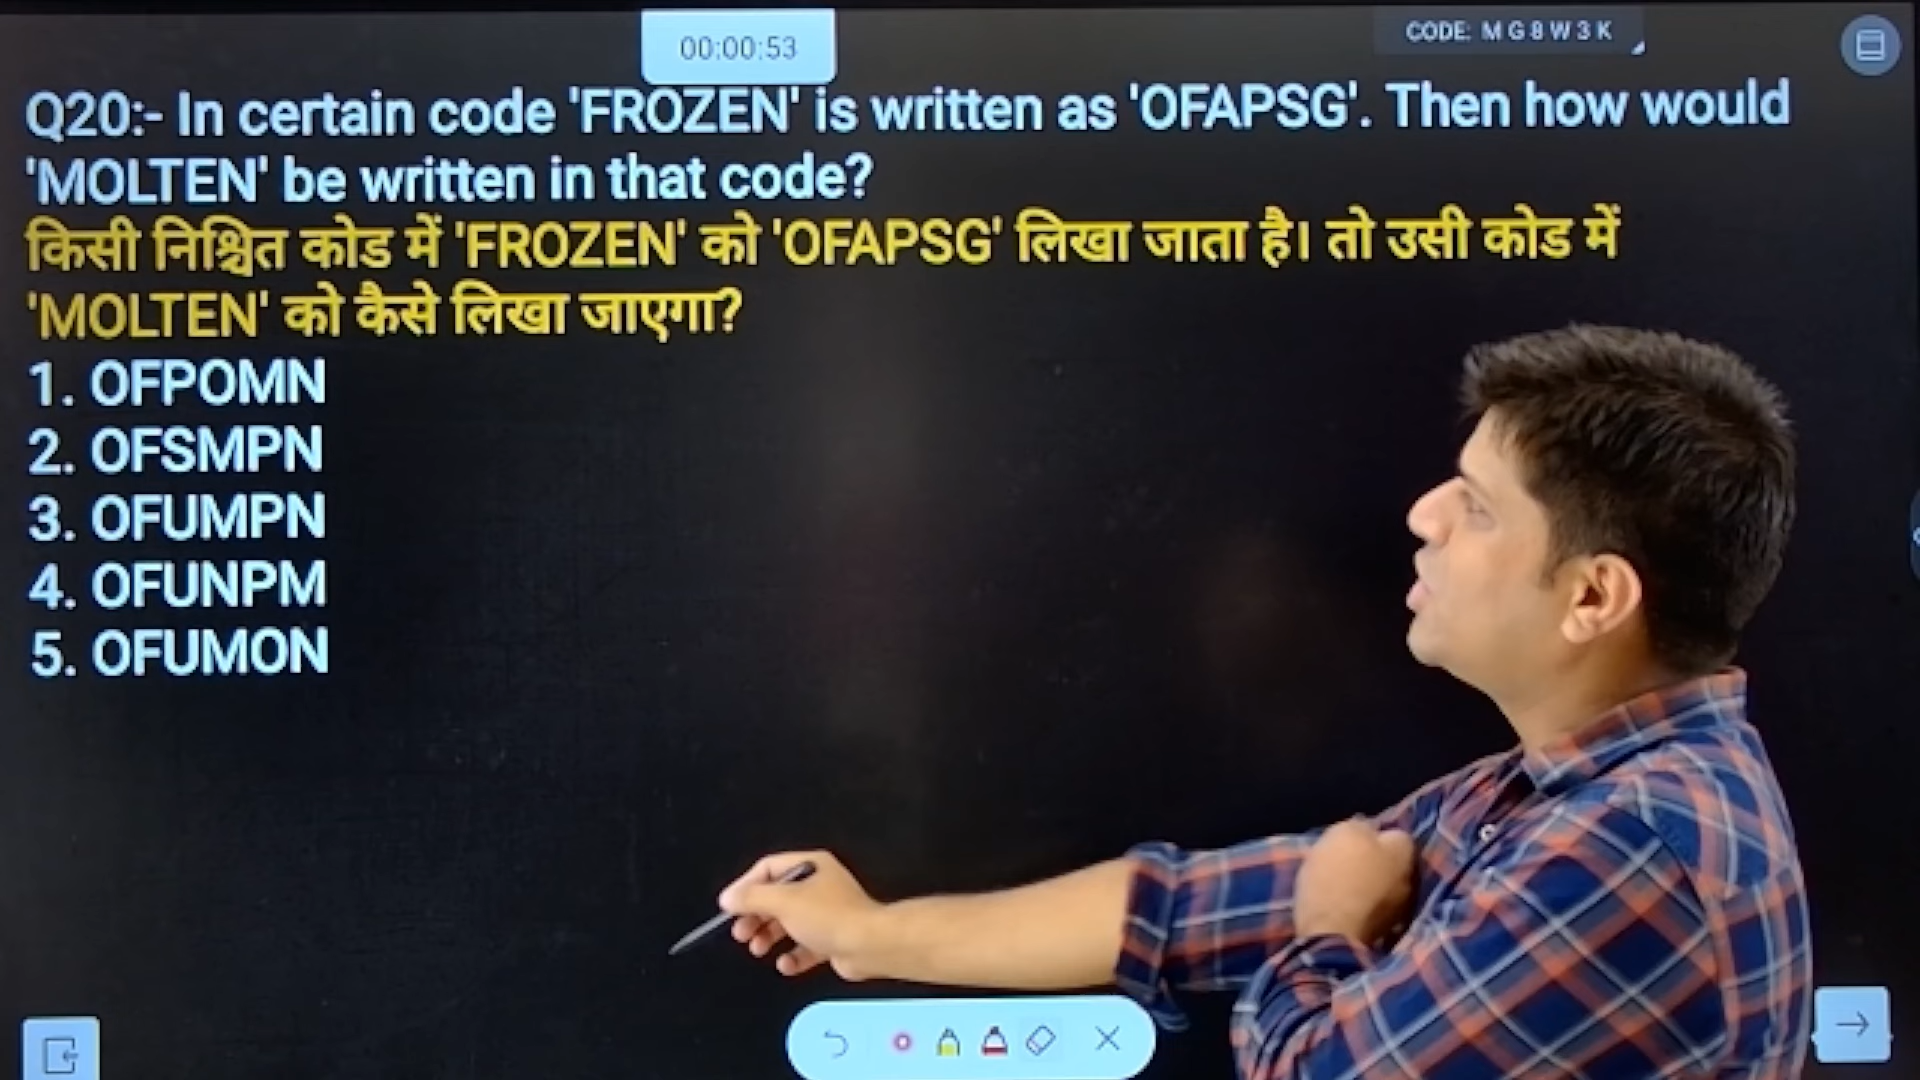 00:00:53
CODE: M G 8 W 3 K
Q20:- In certain code 'FROZEN' is written as 'OFAPSG'. Then how would
'MOLTEN' be written in that code?
किसी निश्चित कोड में 'FROZEN' को 'OFAPSG' लिखा जाता है। तो उसी कोड में
'MOLTEN' को कैसे लिखा जाएगा?
1. OFPOMN
2. OFSMPN
3. OFUMPN
4. OFUNPM
5. OFUMON